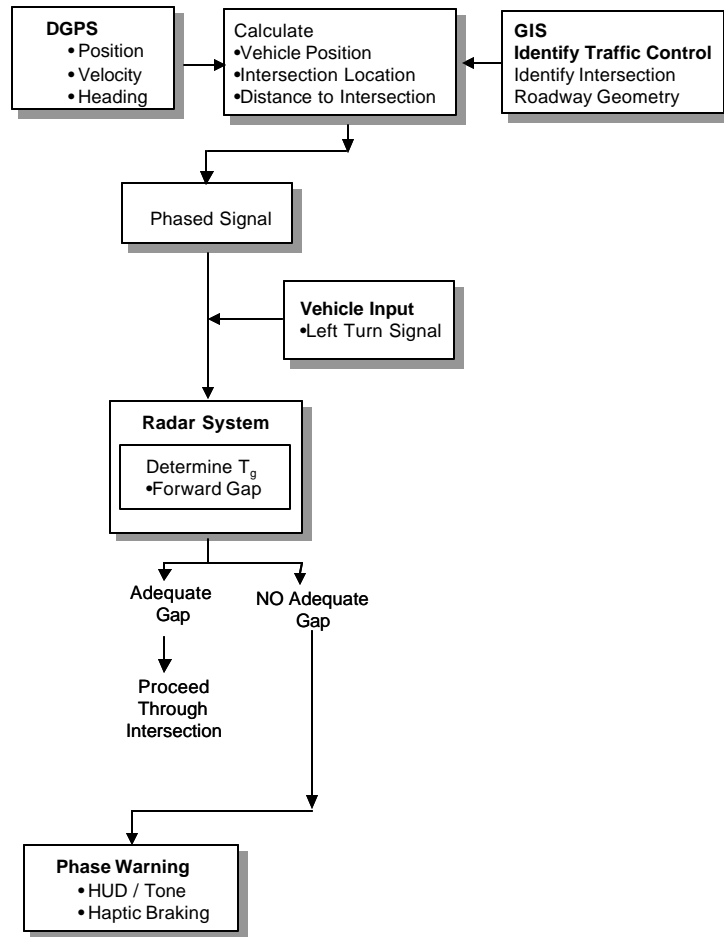 DGPS
•Position
•Velocity
•Heading
Calculate
•Vehicle Position
•Intersection Location
•Distance to Intersection
GIS
Identify Traffic Control
Identify Intersection
Roadway Geometry
Phased Signal
Vehicle Input
•Left Turn Signal
Radar System
Determine Tg
•Forward Gap
Adequate
Gap
NO Adequate
Gap
Proceed
Through
Intersection
Phase Warning
•HUD / Tone
•Haptic Braking